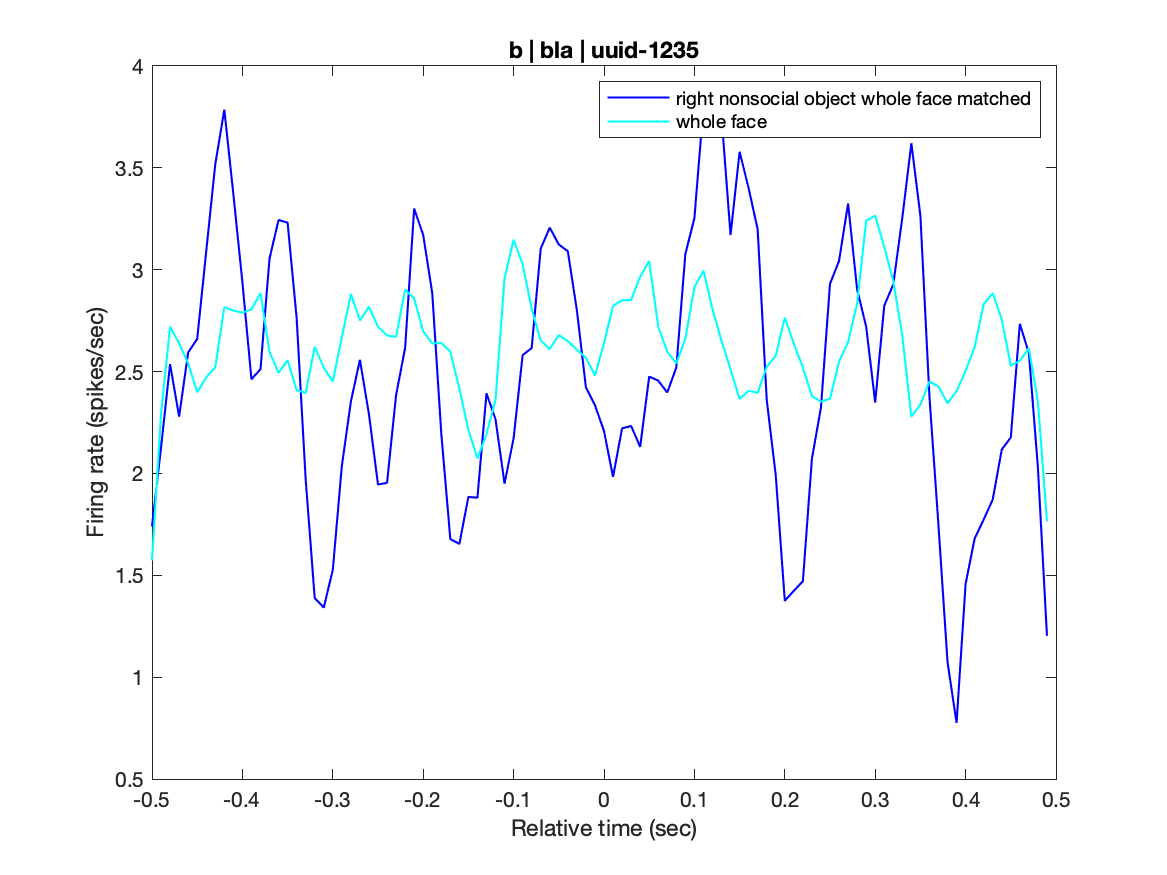 b | bla | uuid-1235
right nonsocial object whole face matched
whole face
4
3.5
3
2.5
2
1.5
1
0.5
Firing rate (spikes/sec)
-0.5 -0.4 -0.3 -0.2 -0.1 0 0.1 0.2 0.3 0.4 0.5
Relative time (sec)